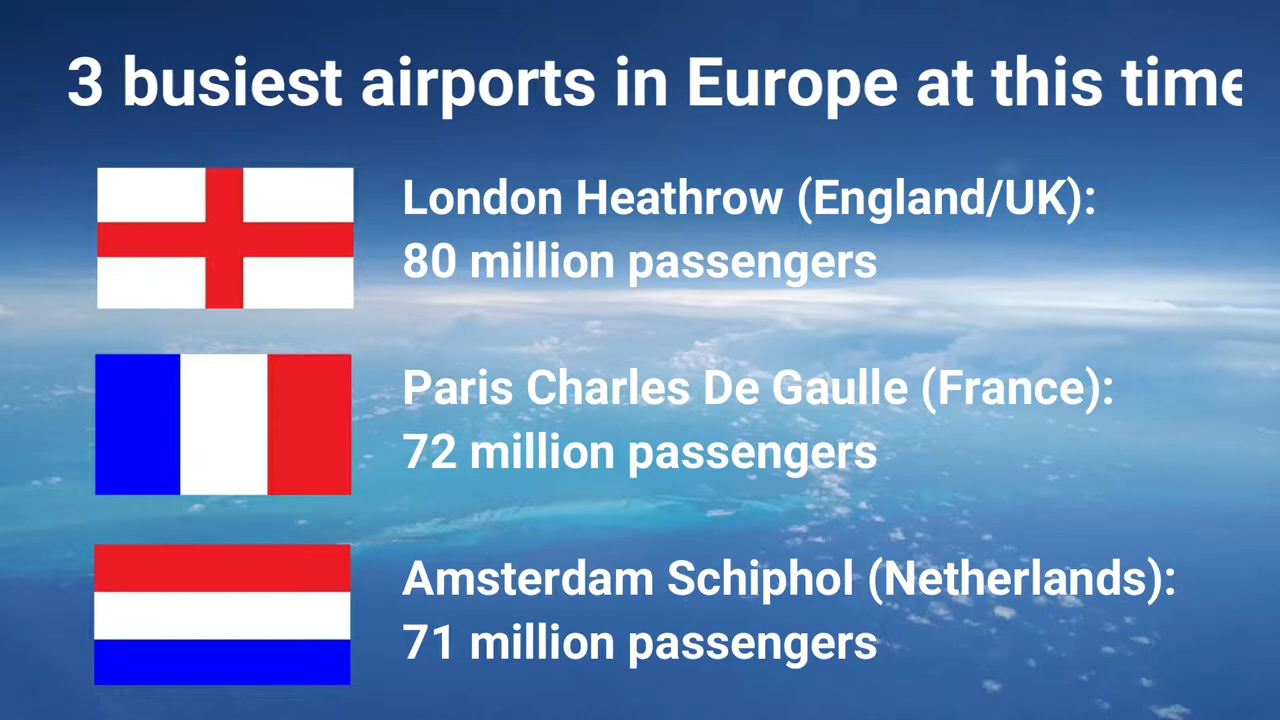 3 busiest airports in Europe at this time
London Heathrow (England/UK):
80 million passengers
Paris Charles De Gaulle (France):
72 million passengers
Amsterdam Schiphol (Netherlands):
71 million passengers